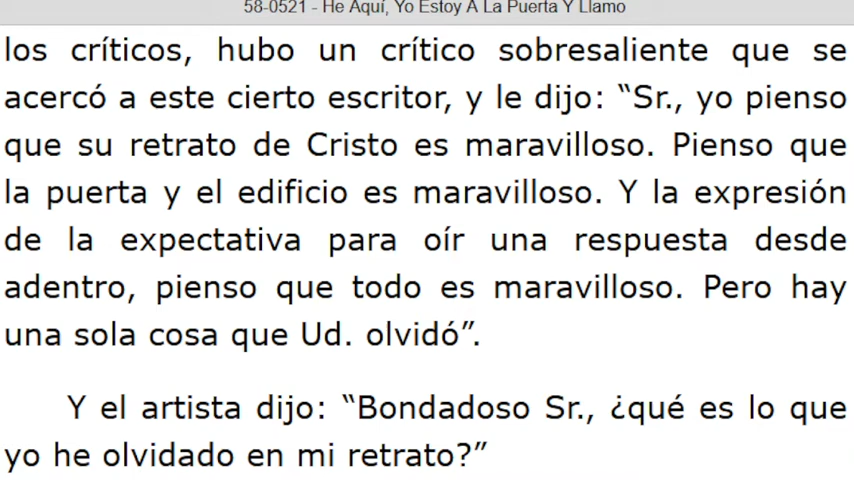 58-0521 - He Aquí, Yo Estoy A La Puerta Y Llamo
los críticos, hubo un crítico sobresaliente que se
acercó a este cierto escritor, y le dijo: “Sr., yo pienso
que su retrato de Cristo es maravilloso. Pienso que
la puerta y el edificio es maravilloso. Y la expresión
de la expectativa para oír una respuesta desde
adentro, pienso que todo es maravilloso. Pero hay
una sola cosa que Ud. olvidó”.
Y el artista dijo: “Bondadoso Sr., ¿qué es lo que
yo he olvidado en mi retrato?”